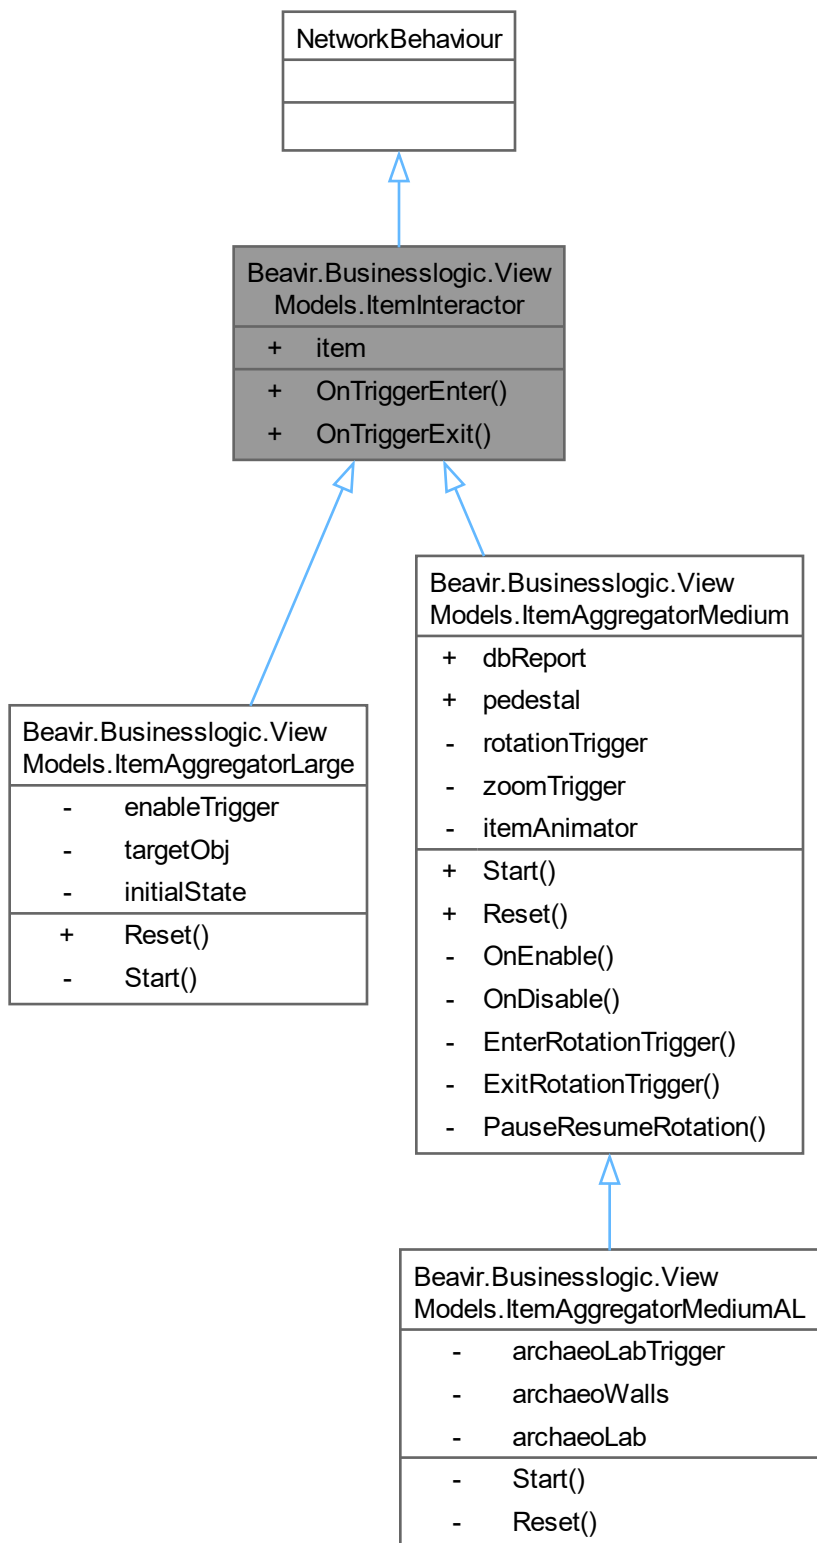 NetworkBehaviour
Beavir.Businesslogic.View
Models.ItemInteractor
+ item
+ OnTriggerEnter()
+ OnTriggerExit()
Beavir.Businesslogic.View
Models.ItemAggregatorMedium
+ dbReport
+ pedestal
- rotationTrigger
- zoomTrigger
- itemAnimator
+ Start()
+ Reset()
- OnEnable()
- OnDisable()
- EnterRotationTrigger()
- ExitRotationTrigger()
- PauseResumeRotation()
Beavir.Businesslogic.View
Models.ItemAggregatorLarge
- enableTrigger
- targetObj
- initialState
+ Reset()
- Start()
Beavir.Businesslogic.View
Models.ItemAggregatorMediumAL
- archaeoLabTrigger
- archaeoWalls
- archaeoLab
- Start()
- Reset()